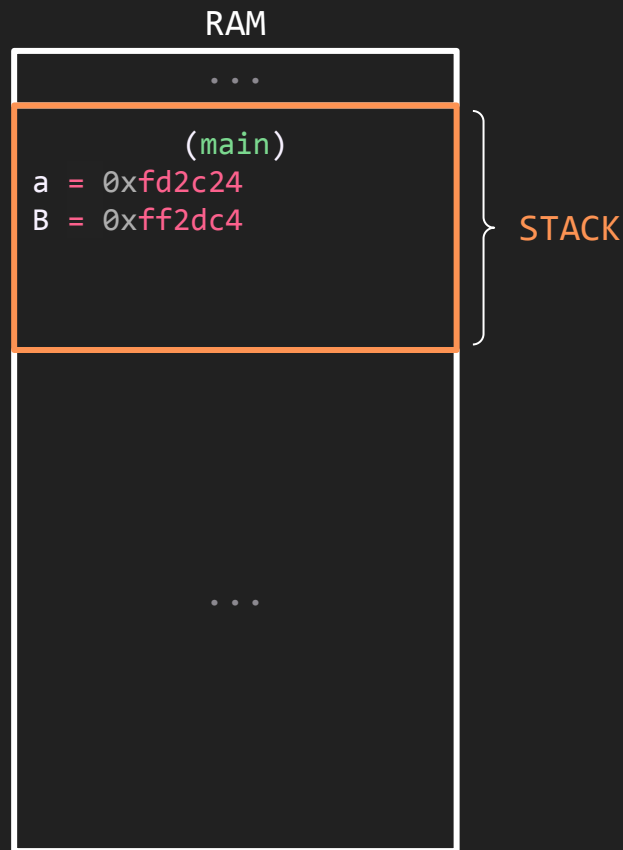 RAM
...
(main)
a = 0xfd2c24
B = 0xff2dc4
STACK
...